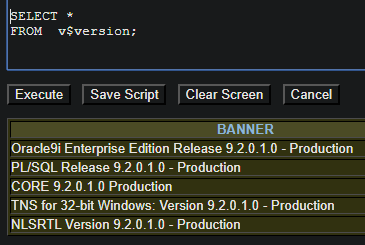 SELECT *
FROM v$version;
Execute Save Script Clear Screen Cancel
BANNER
Oracle9i Enterprise Edition Release 9.2.0.1.0 - Production
PL/SQL Release 9.2.0.1.0 - Production
CORE 9.2.0.1.0 Production
TNS for 32-bit Windows: Version 9.2.0.1.0 - Production
NLSRTL Version 9.2.0.1.0 - Production